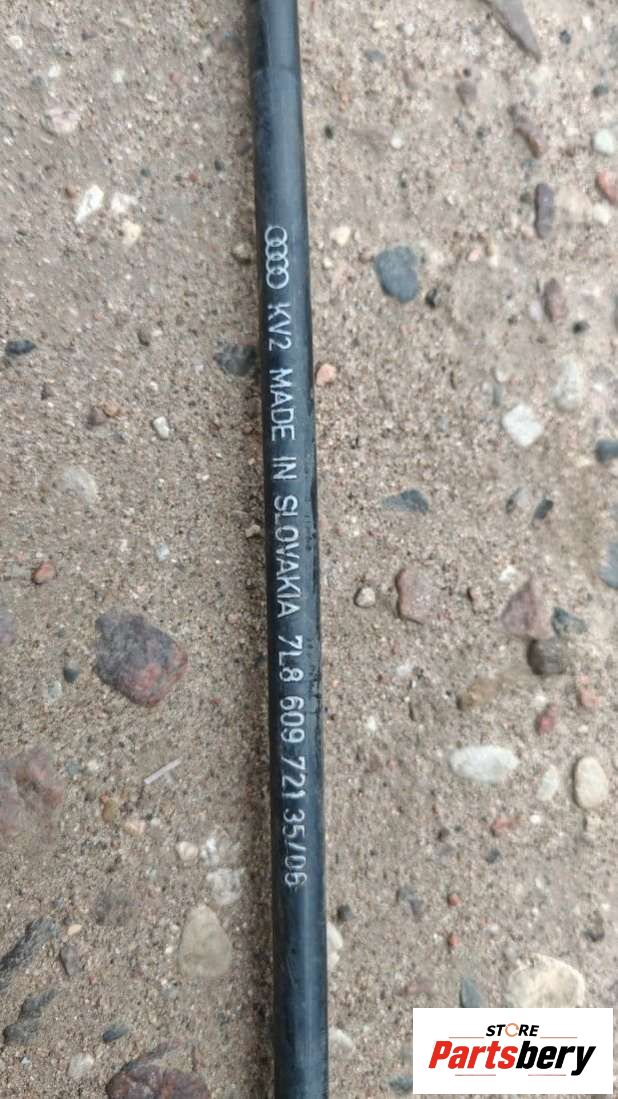 KV2 MADE IN SLOVAKIA 7L8 609 721 35/06
STORE
Partsbery